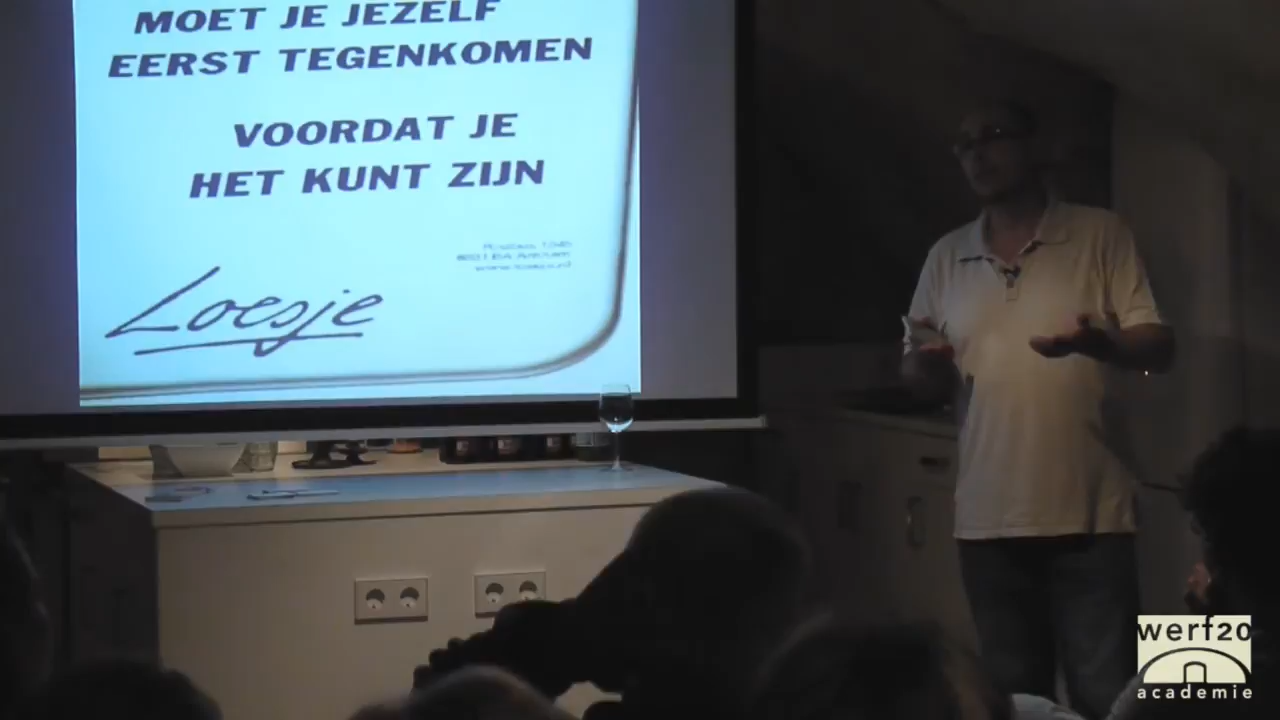 MOET JE JEZELF
EERST TEGENKOMEN
VOORDAT JE
HET KUNT ZIJN
Loesje
werf20
academie